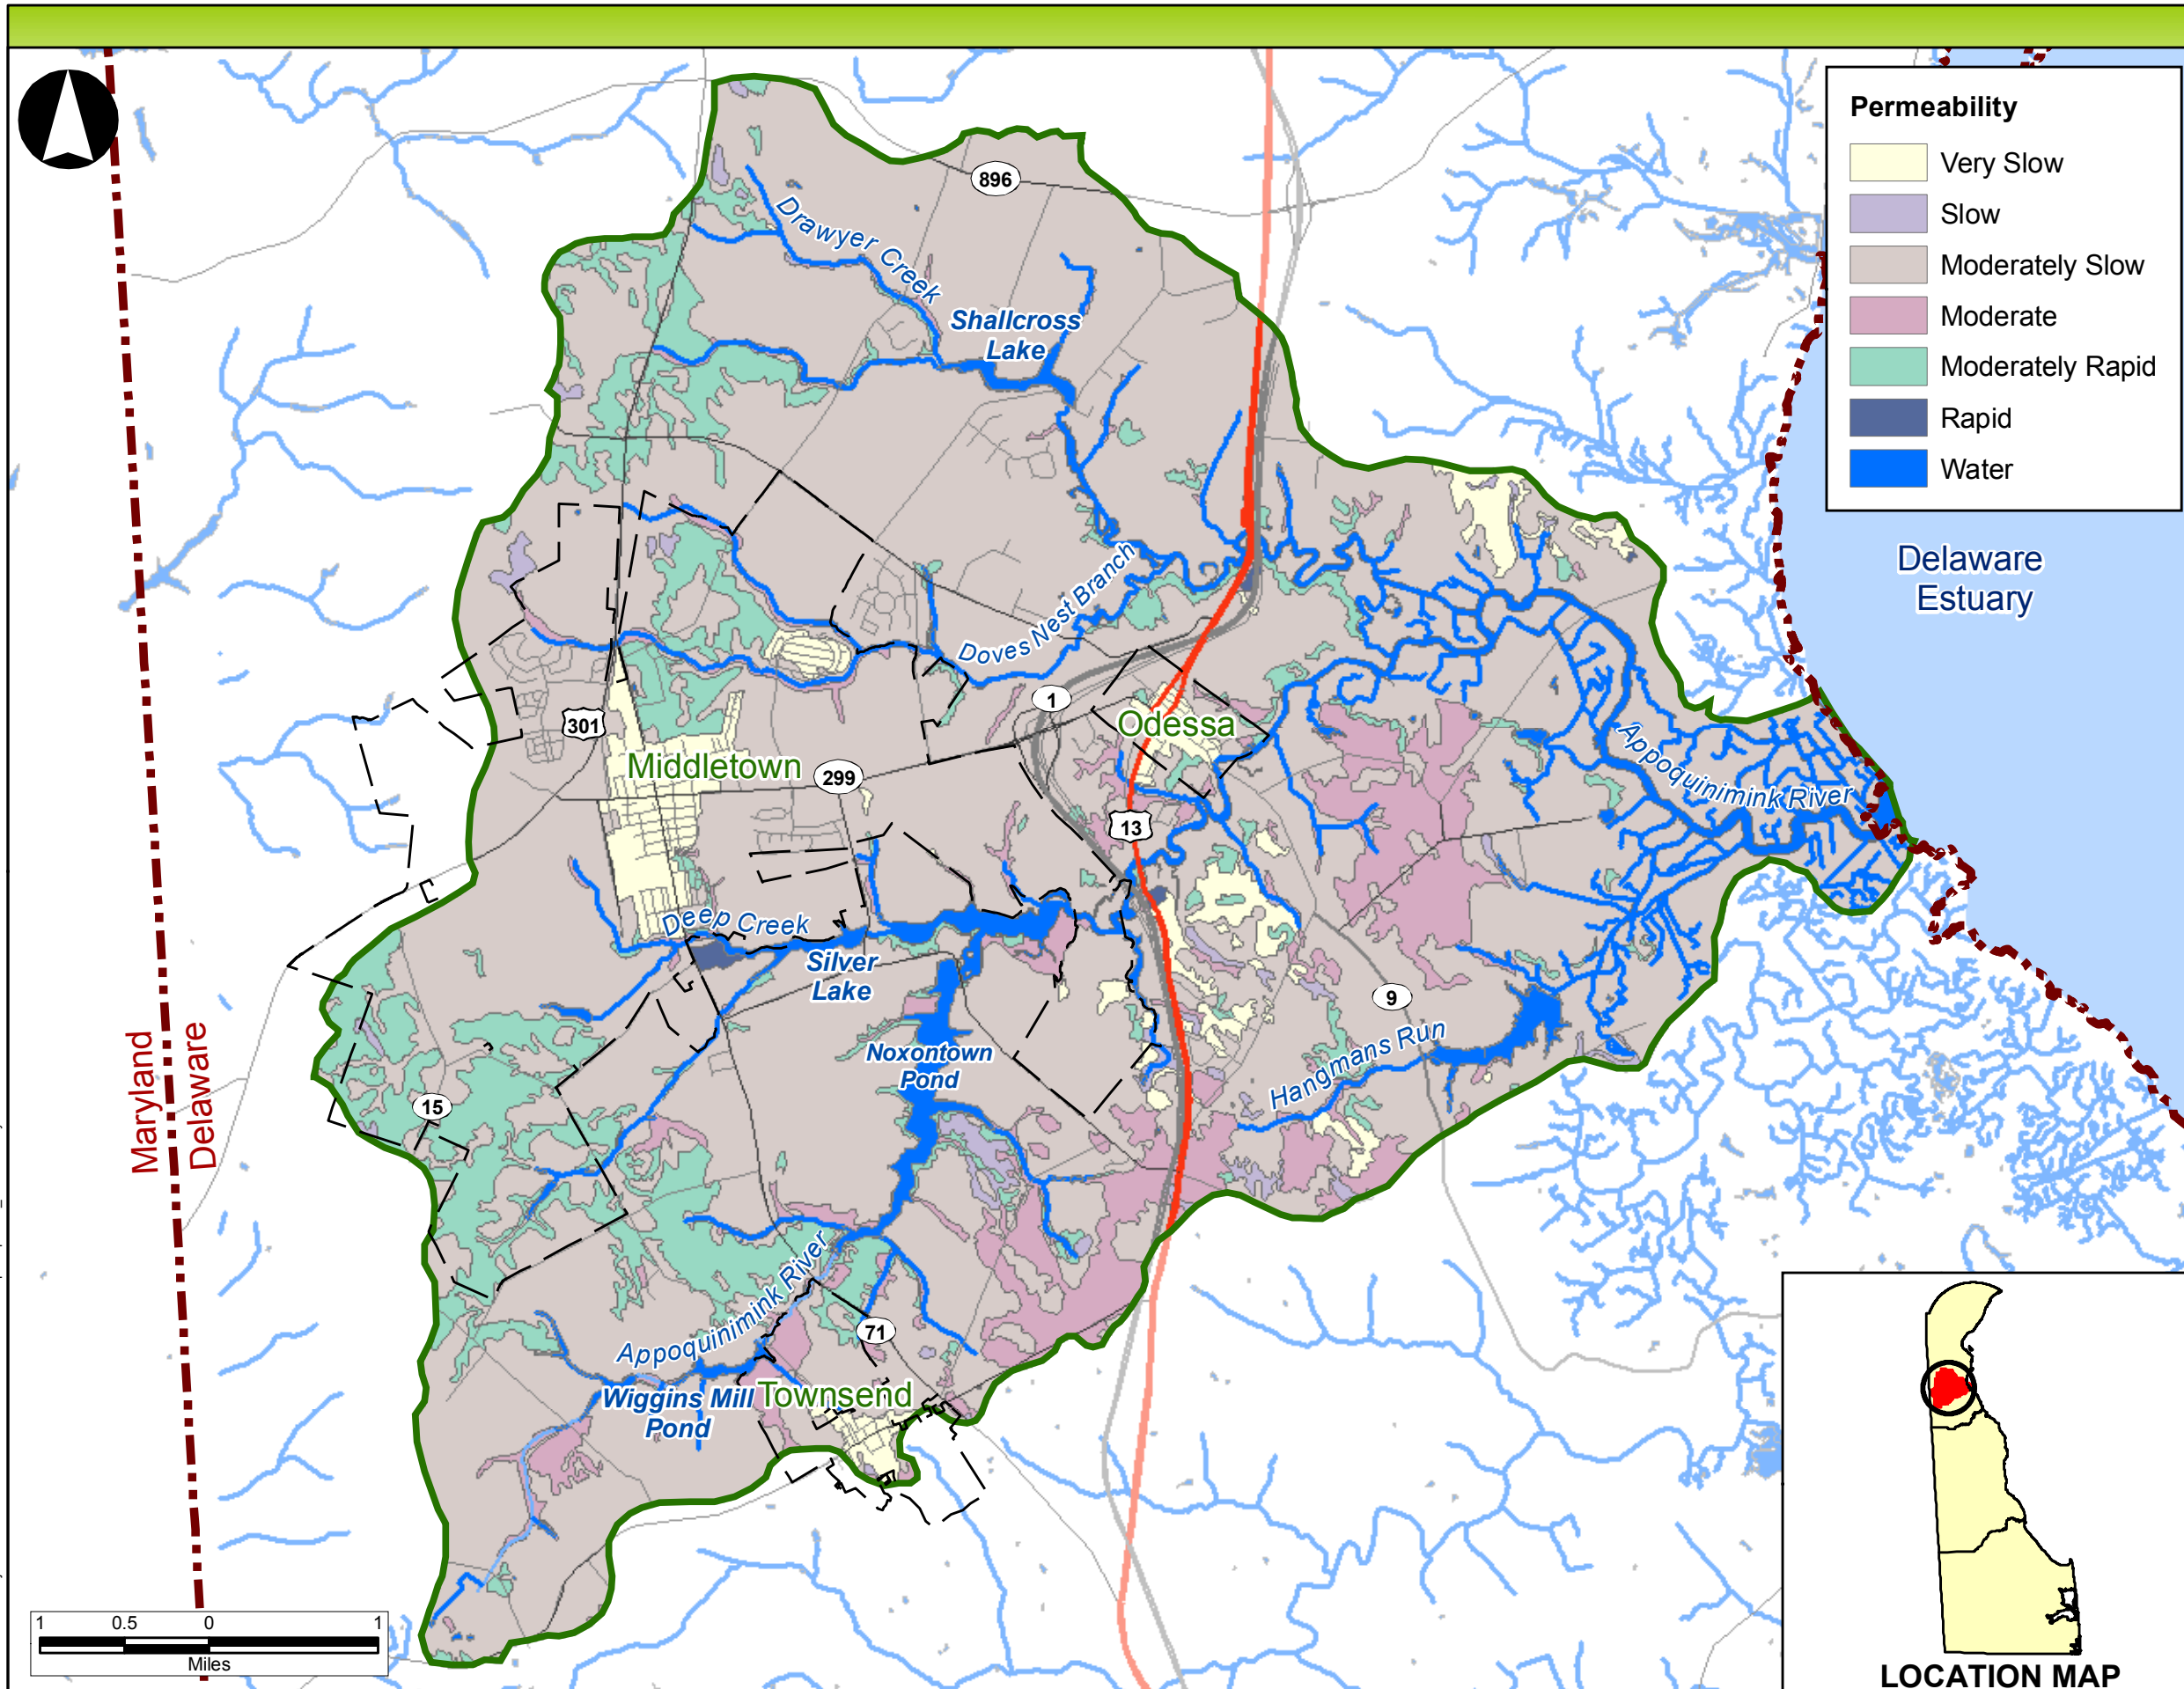 Permeability
Very Slow
Slow
Moderately Slow
Moderate
Moderately Rapid
Rapid
Water
896
Drawyer Creek
Shallcross
Lake
Delaware
Estuary
Doves Nest Branch
1
301
Odessa
Middletown
299
Appoquinimink River
13
Deep Creek
Silver
Lake
9
Maryland
Delaware
Noxontown
Pond
Hangmans Run
15
Appoquinimink River
71
Wiggins Mill
Pond
Townsend
1
0.5
0
1
Miles
LOCATION MAP